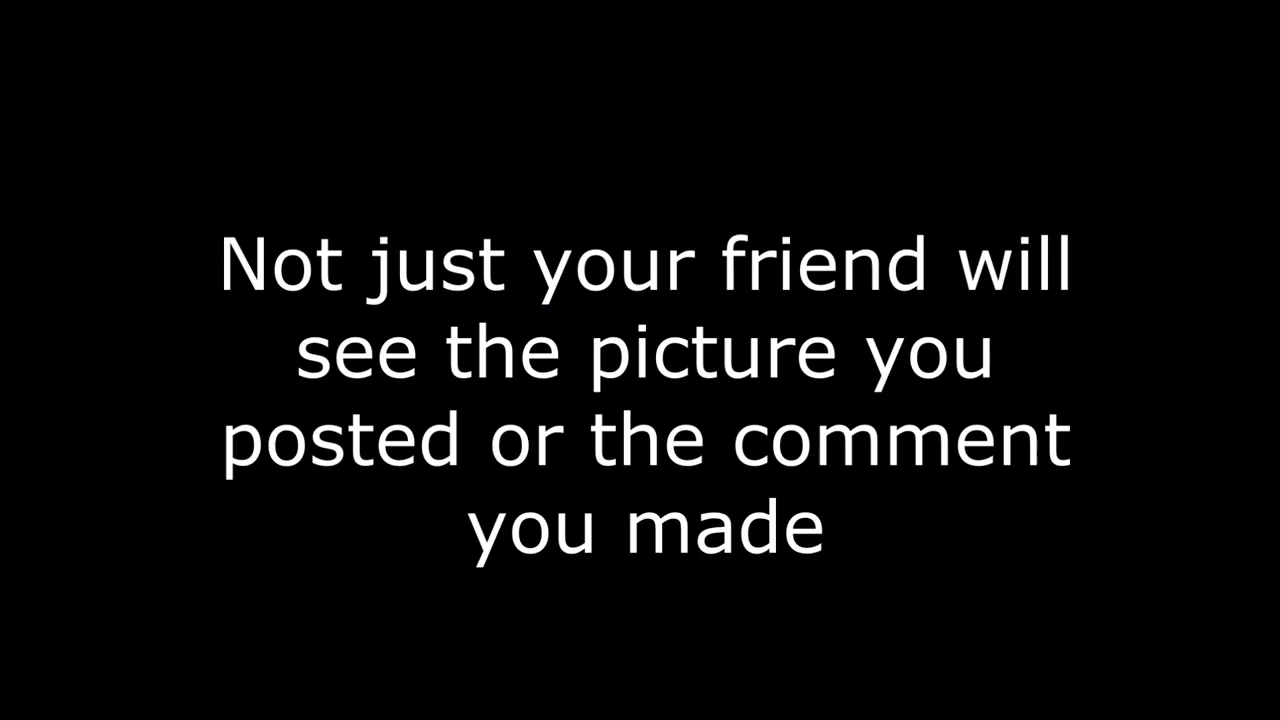 Not just your friend will
see the picture you
posted or the comment
you made